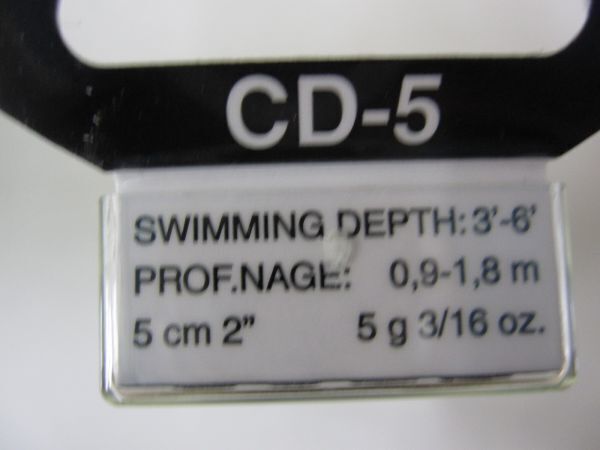 CD-5
SWIMMING DEPTH: 3'-6'
PROF.NAGE: 0,9-1,8 m
5 cm 2" 5 g 3/16 oz.